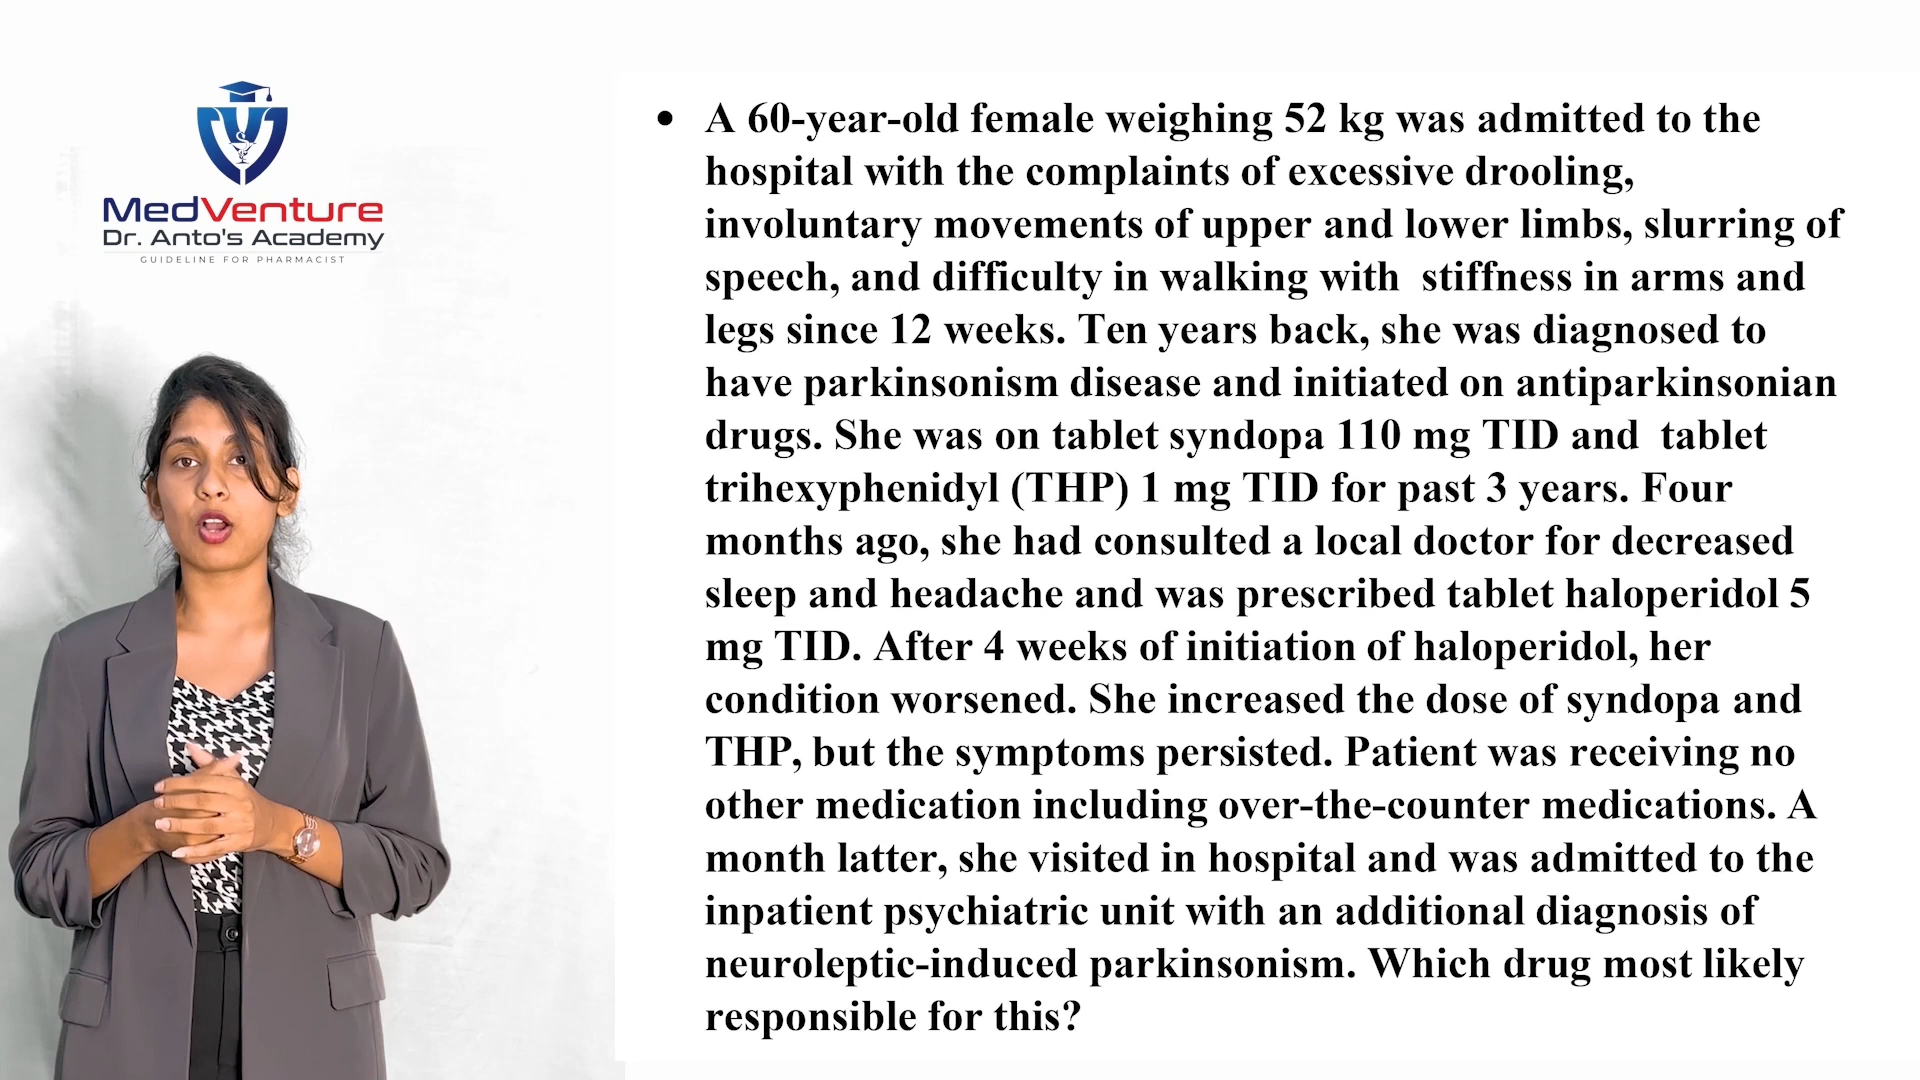 MedVenture
Dr. Anto's Academy
GUIDELINE FOR PHARMACIST
• A 60-year-old female weighing 52 kg was admitted to the
hospital with the complaints of excessive drooling,
involuntary movements of upper and lower limbs, slurring of
speech, and difficulty in walking with  stiffness in arms and
legs since 12 weeks. Ten years back, she was diagnosed to
have parkinsonism disease and initiated on antiparkinsonian
drugs. She was on tablet syndopa 110 mg TID and  tablet
trihexyphenidyl (THP) 1 mg TID for past 3 years. Four
months ago, she had consulted a local doctor for decreased
sleep and headache and was prescribed tablet haloperidol 5
mg TID. After 4 weeks of initiation of haloperidol, her
condition worsened. She increased the dose of syndopa and
THP, but the symptoms persisted. Patient was receiving no
other medication including over-the-counter medications. A
month latter, she visited in hospital and was admitted to the
inpatient psychiatric unit with an additional diagnosis of
neuroleptic-induced parkinsonism. Which drug most likely
responsible for this?